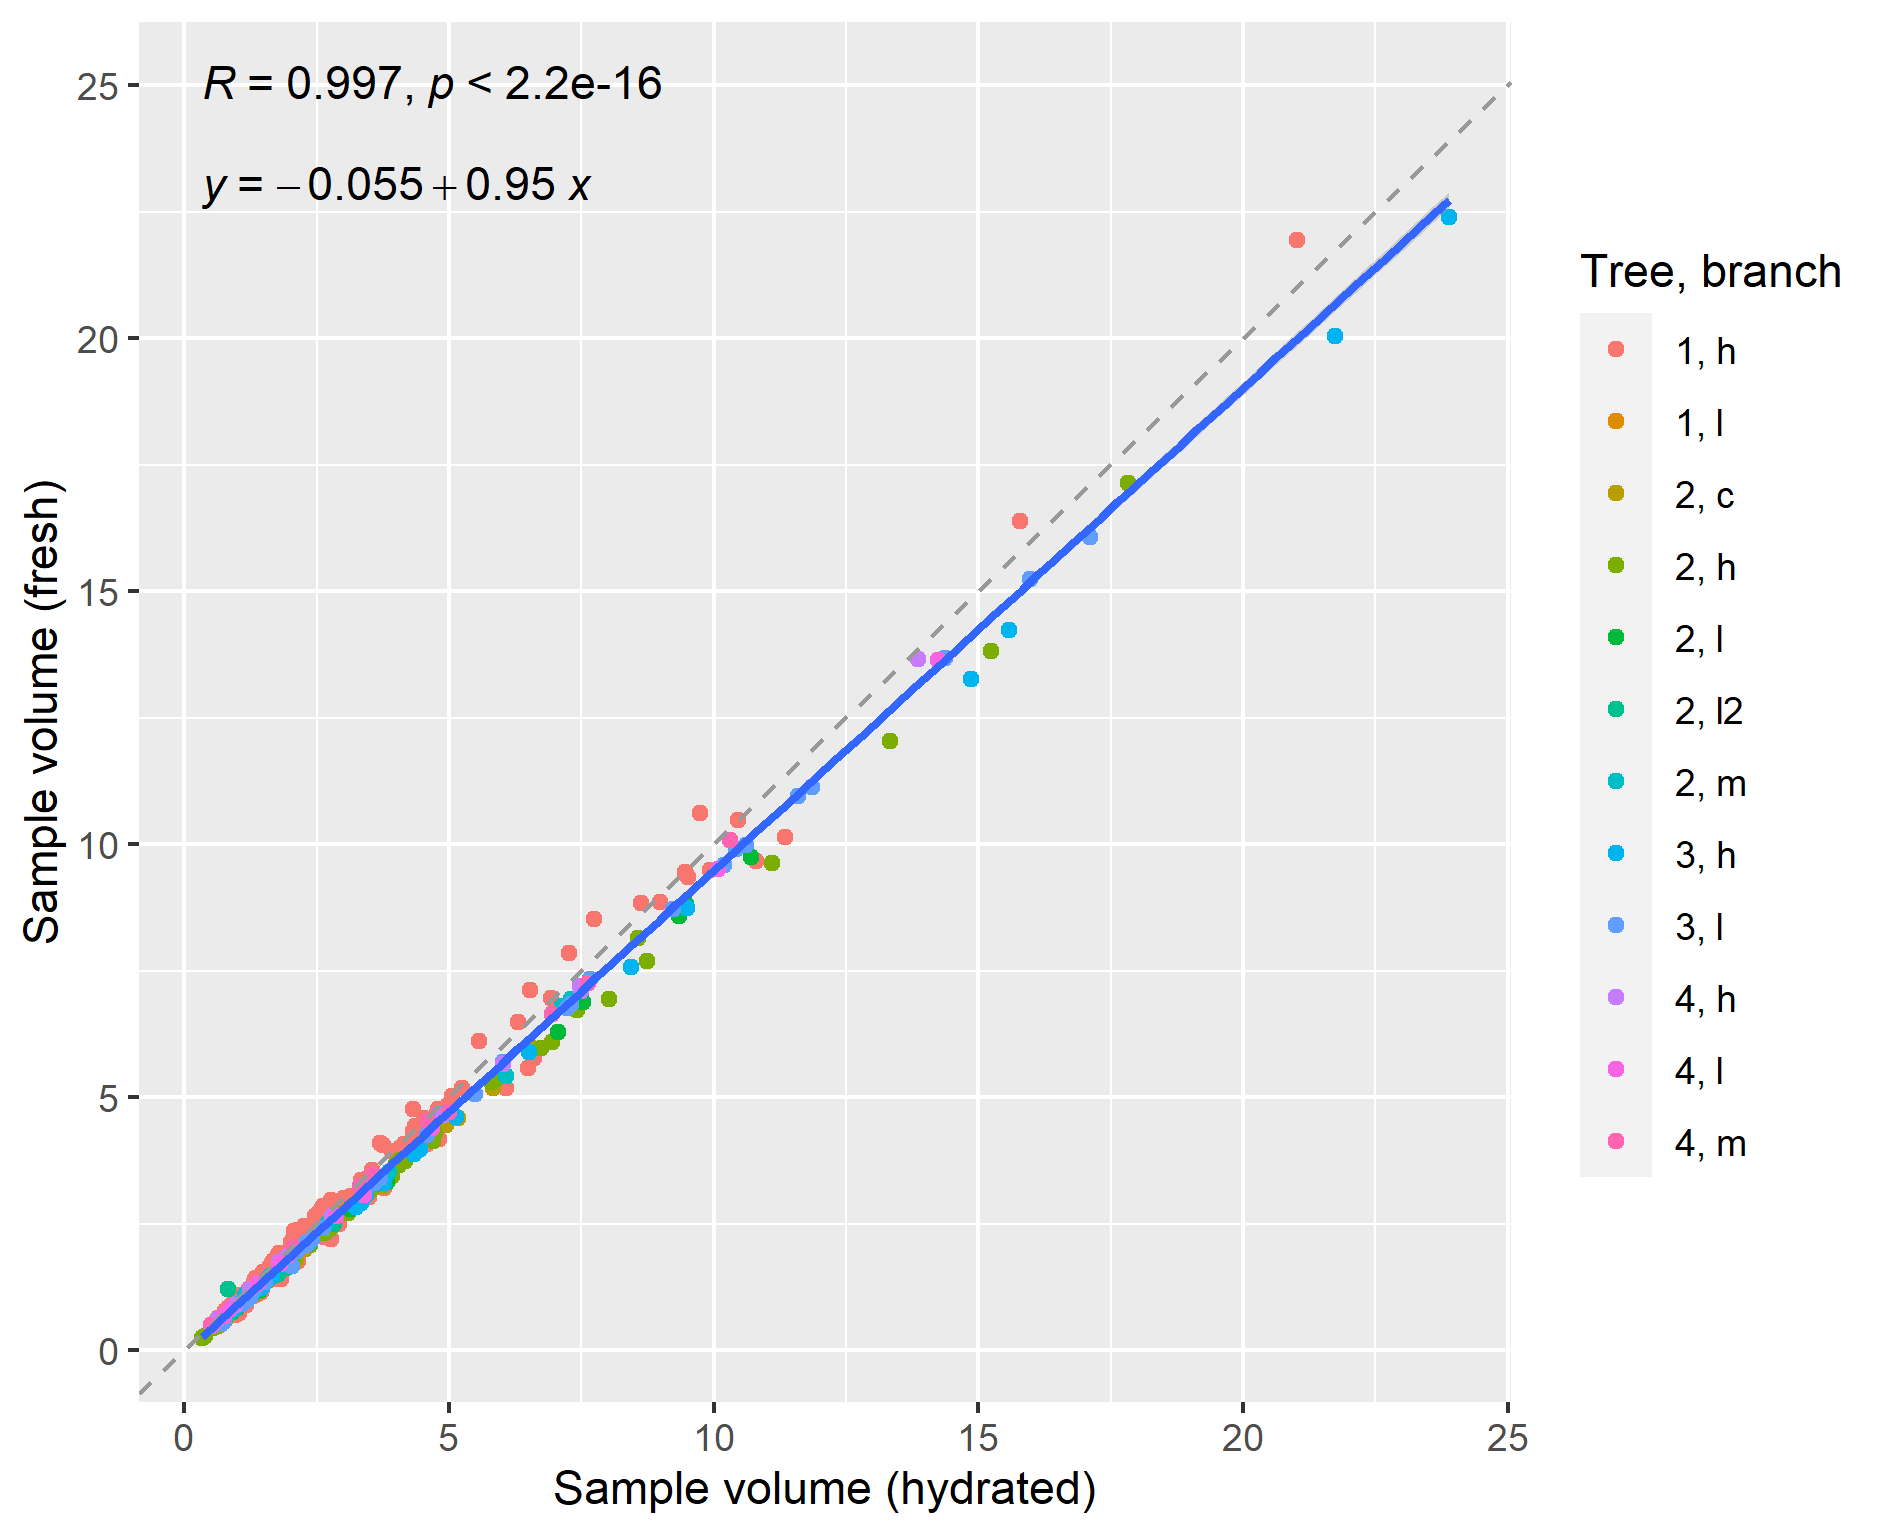 R = 0.997, p < 2.2e-16
y = −0.055 + 0.95 x
25
20
15
10
5
0
Sample volume (fresh)
0 5 10 15 20 25
Sample volume (hydrated)
Tree, branch
1, h
1, l
2, c
2, h
2, l
2, l2
2, m
3, h
3, l
4, h
4, l
4, m